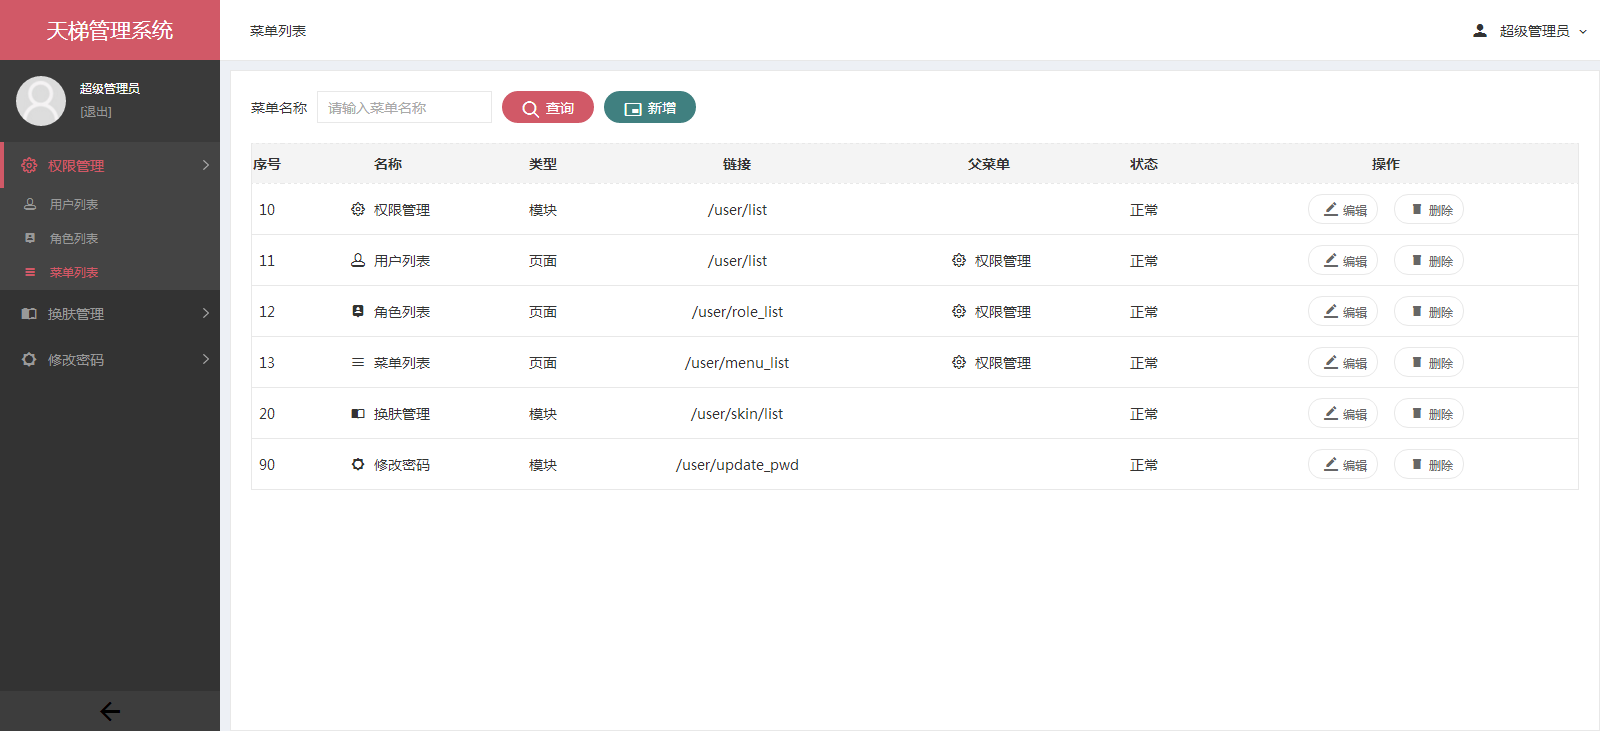 天梯管理系统
菜单列表
超级管理员
超级管理员
[退出]
权限管理
用户列表
角色列表
菜单列表
换肤管理
修改密码
菜单名称 请输入菜单名称 查询 新增
序号 名称 类型 链接 父菜单 状态 操作
10 权限管理 模块 /user/list 正常 编辑 删除
11 用户列表 页面 /user/list 权限管理 正常 编辑 删除
12 角色列表 页面 /user/role_list 权限管理 正常 编辑 删除
13 菜单列表 页面 /user/menu_list 权限管理 正常 编辑 删除
20 换肤管理 模块 /user/skin/list 正常 编辑 删除
90 修改密码 模块 /user/update_pwd 正常 编辑 删除